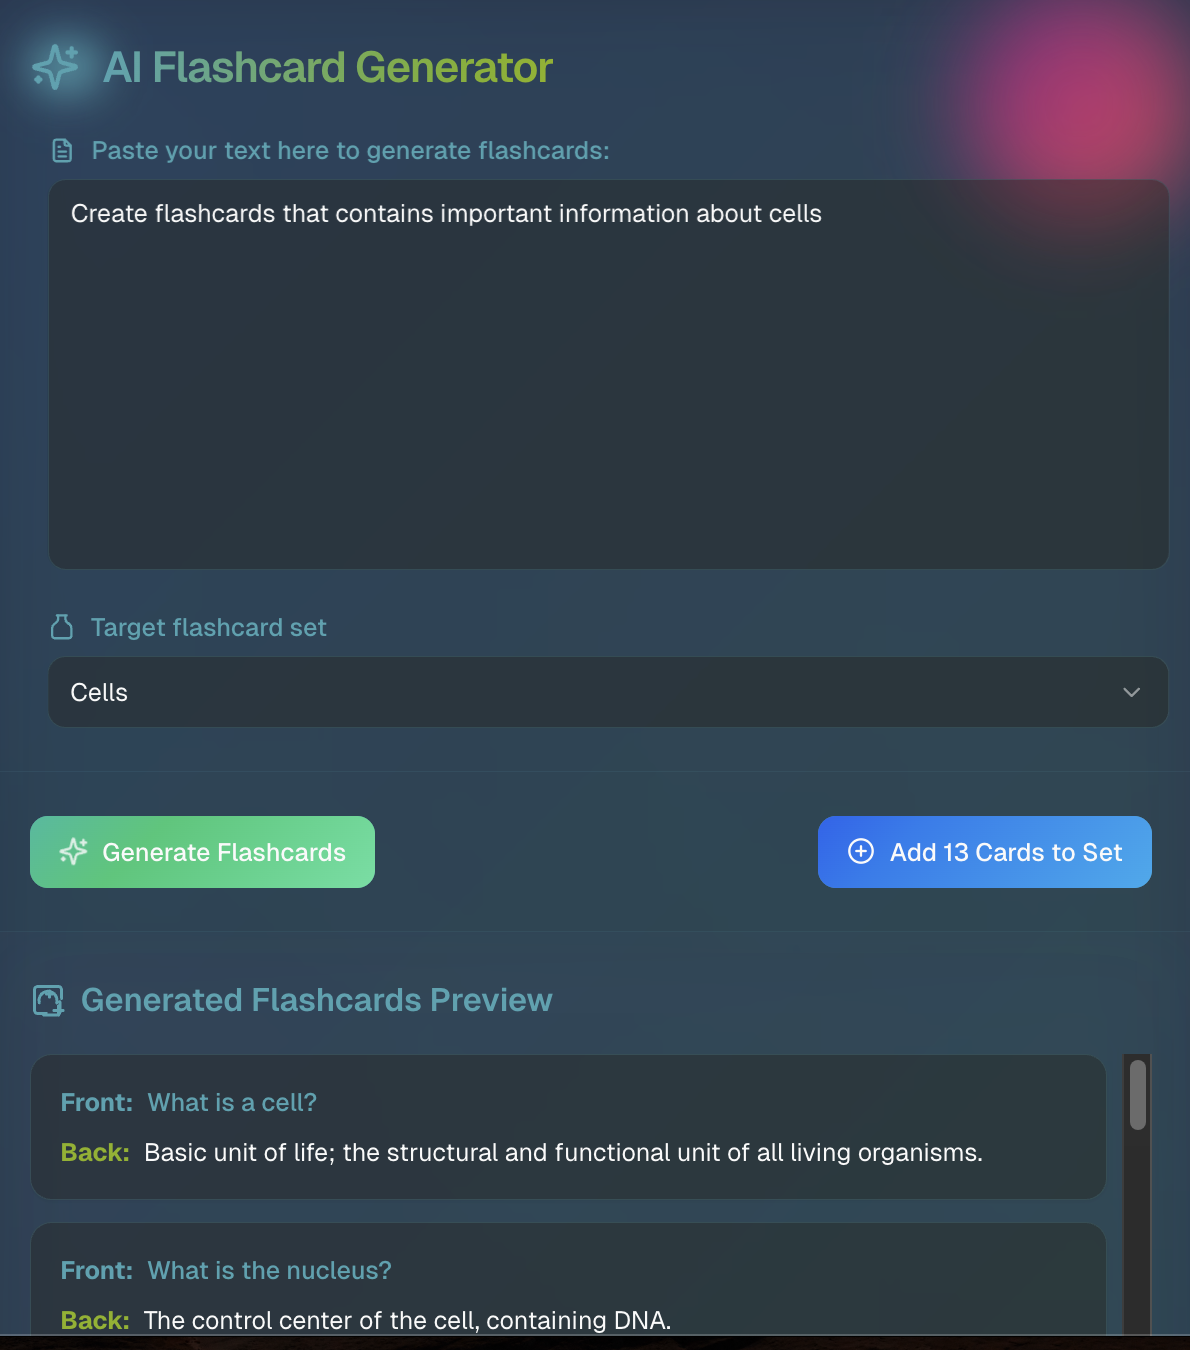 AI Flashcard Generator
Paste your text here to generate flashcards:
Create flashcards that contains important information about cells
Target flashcard set
Cells
Generate Flashcards
Add 13 Cards to Set
Generated Flashcards Preview
Front: What is a cell?
Back: Basic unit of life; the structural and functional unit of all living organisms.
Front: What is the nucleus?
Back: The control center of the cell, containing DNA.